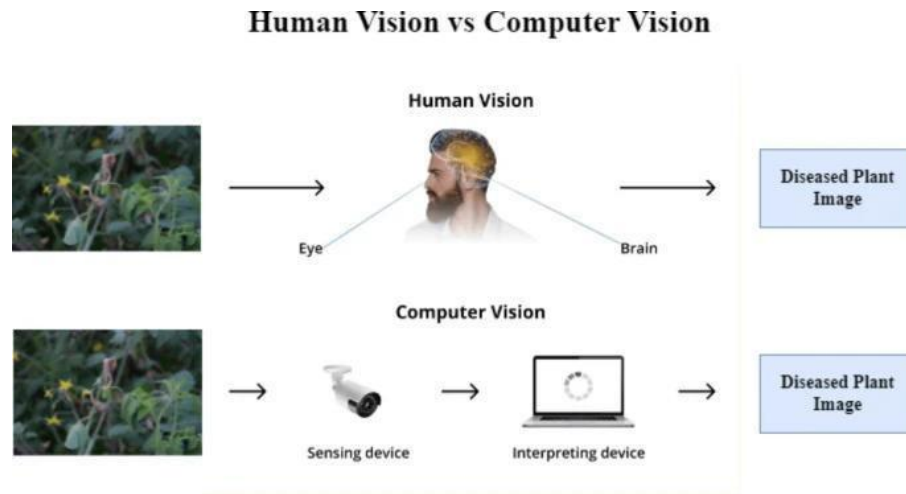 Human Vision vs Computer Vision
Human Vision
Diseased Plant
Image
Eye
Brain
Computer Vision
Diseased Plant
Image
Sensing device
Interpreting device